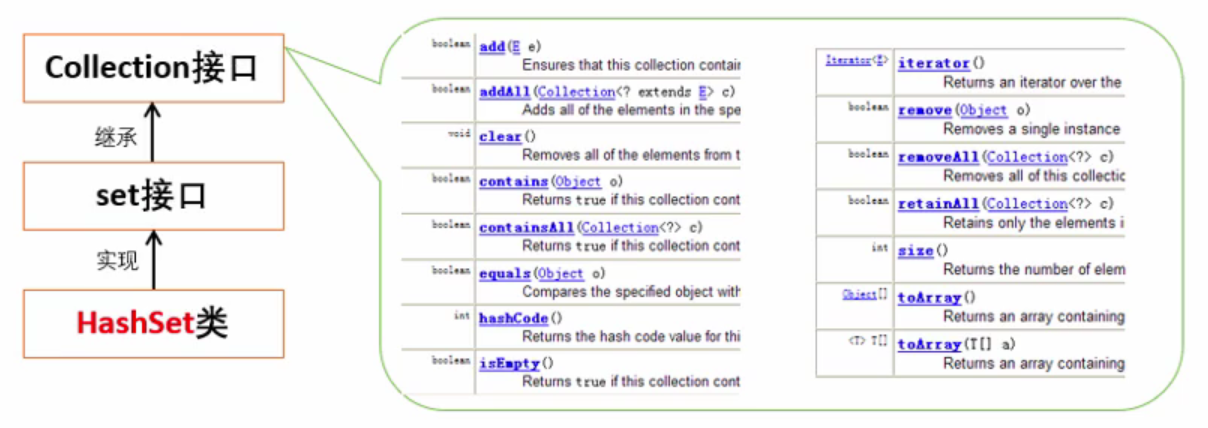 Collection接口
继承
set接口
实现
HashSet类
boolean add(E e)
Ensures that this collection contain
boolean addAll(Collection<? extends E> c)
Adds all of the elements in the spe
void clear()
Removes all of the elements from t
boolean contains(Object o)
Returns true if this collection cont
boolean containsAll(Collection<?> c)
Returns true if this collection cont
boolean equals(Object o)
Compares the specified object with
int hashCode()
Returns the hash code value for thi
boolean isEmpty()
Returns true if this collection cont
Iterator<E> iterator()
Returns an iterator over the
boolean remove(Object o)
Removes a single instance
boolean removeAll(Collection<?> c)
Removes all of this collectio
boolean retainAll(Collection<?> c)
Retains only the elements i
int size()
Returns the number of elem
Object[] toArray()
Returns an array containing
<T> T[] toArray(T[] a)
Returns an array containing